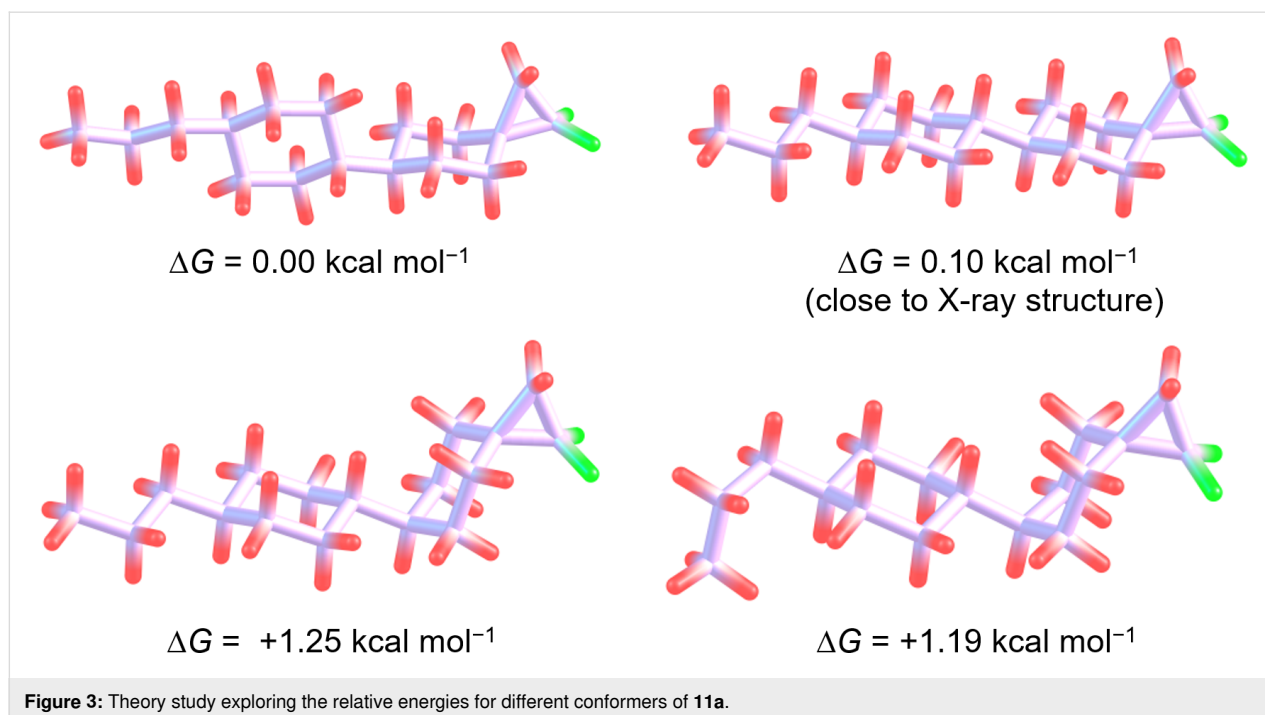 ΔG = 0.00 kcal mol⁻¹
ΔG = 0.10 kcal mol⁻¹
(close to X-ray structure)
ΔG = +1.25 kcal mol⁻¹
ΔG = +1.19 kcal mol⁻¹
Figure 3: Theory study exploring the relative energies for different conformers of 11a.